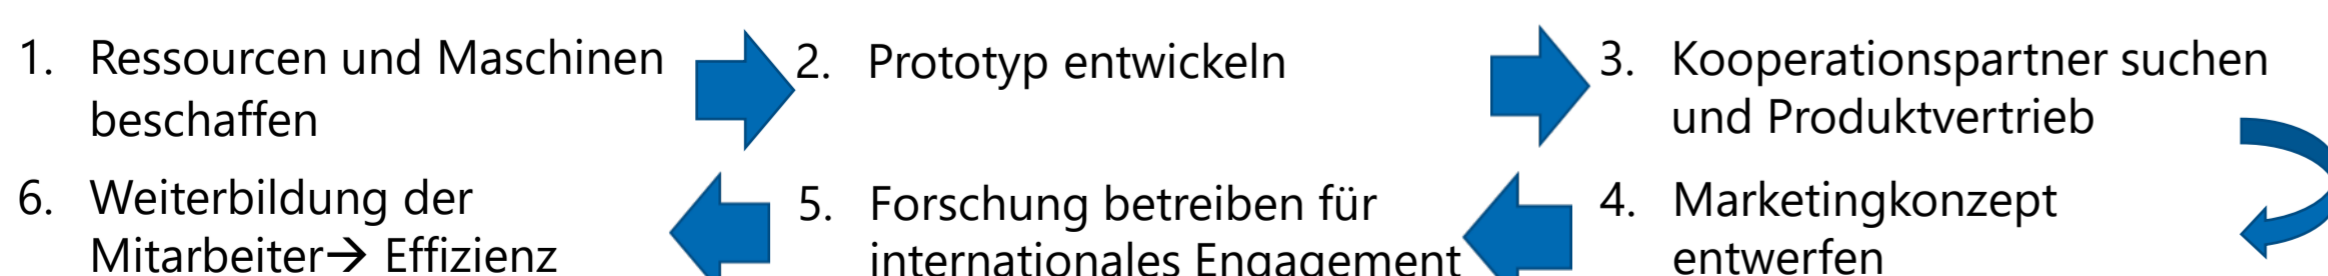 1. Ressourcen und Maschinen
beschaffen
2. Prototyp entwickeln
3. Kooperationspartner suchen
und Produktvertrieb
4. Marketingkonzept
entwerfen
5. Forschung betreiben für
internationales Engagement
6. Weiterbildung der
Mitarbeiter→ Effizienz